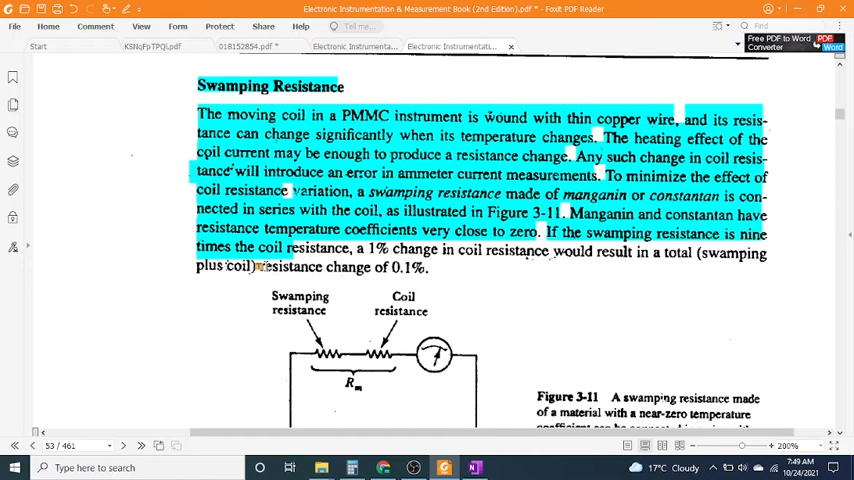 Electronic Instrumentation & Measurement Book (2nd Edition).pdf * - Foxit PDF Reader
File Home Comment View Form Protect Share Help Tell me... Find
Start KSNqFpTPQI.pdf 018152854.pdf * Electronic Instrumenta... Electronic Instrumentati...
Free PDF to Word Converter
PDF
Word
Swamping Resistance
The moving coil in a PMMC instrument is wound with thin copper wire, and its resis-
tance can change significantly when its temperature changes. The heating effect of the
coil current may be enough to produce a resistance change. Any such change in coil resis-
tance will introduce an error in ammeter current measurements. To minimize the effect of
coil resistance variation, a swamping resistance made of manganin or constantan is con-
nected in series with the coil, as illustrated in Figure 3-11. Manganin and constantan have
resistance temperature coefficients very close to zero. If the swamping resistance is nine
times the coil resistance, a 1% change in coil resistance would result in a total (swamping
plus coil) resistance change of 0.1%.
Swamping resistance
Coil resistance
Rm
Figure 3-11 A swamping resistance made
of a material with a near-zero temperature
53 / 461
200%
Type here to search
17°C Cloudy
7:49 AM
10/24/2021